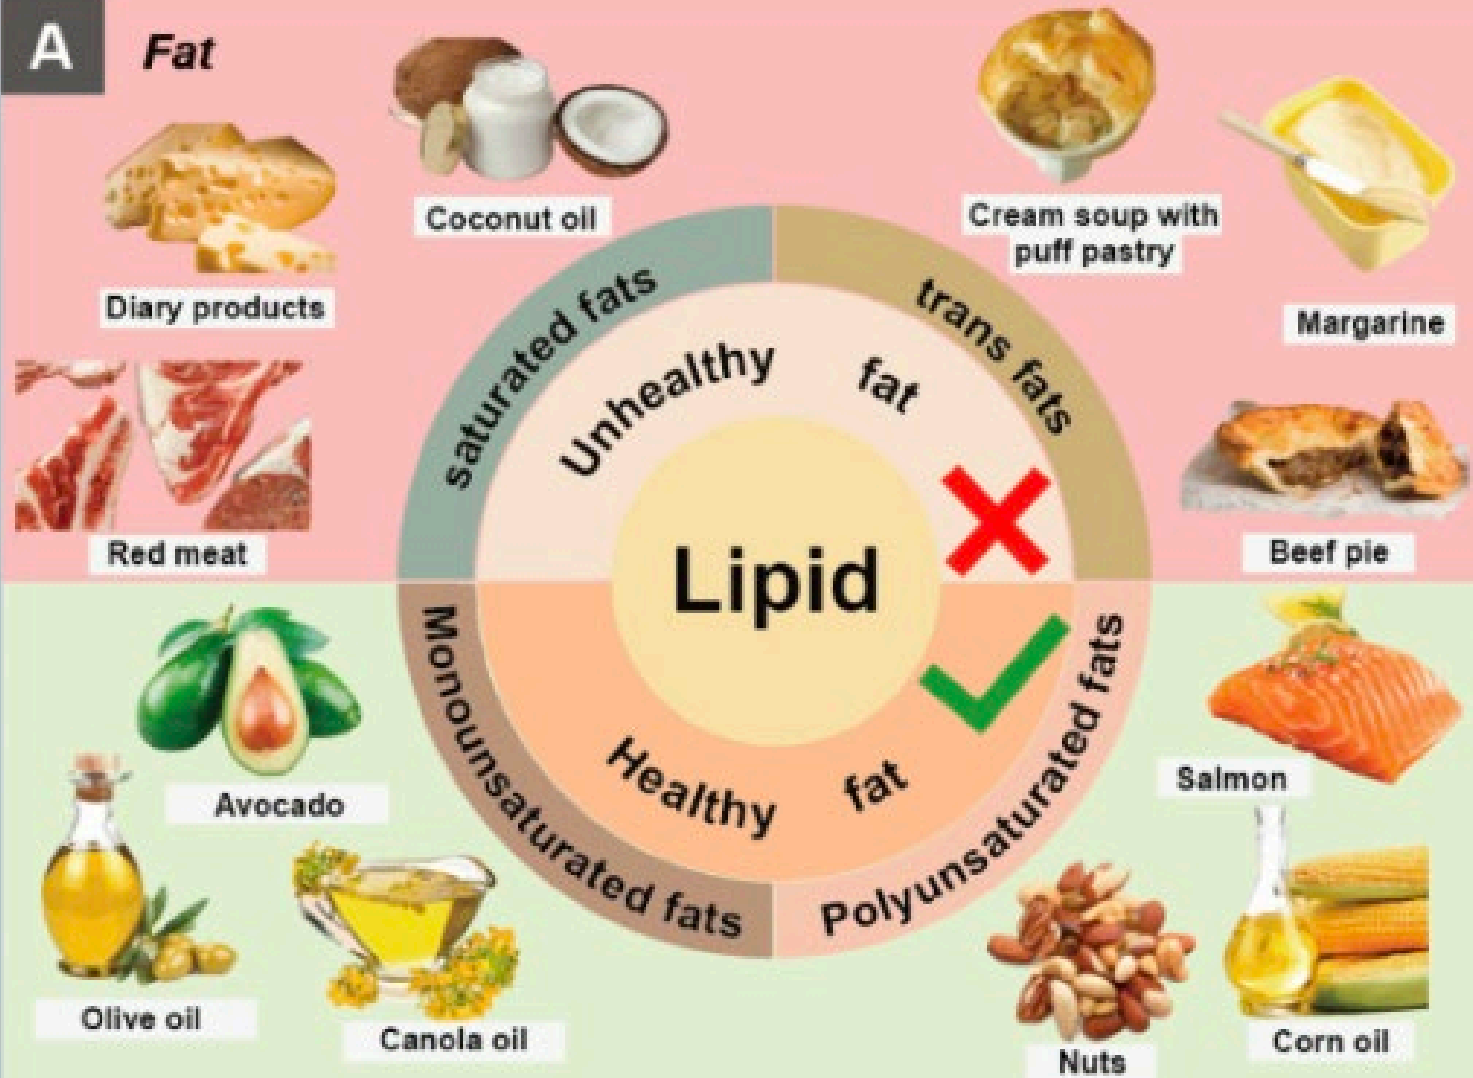 A
Fat
Coconut oil
Cream soup with
puff pastry
Diary products
Margarine
saturated fats
trans fats
Unhealthy fat
Red meat
Beef pie
Lipid
Avocado
Salmon
Healthy fat
Monounsaturated fats
Polyunsaturated fats
Olive oil
Canola oil
Nuts
Corn oil